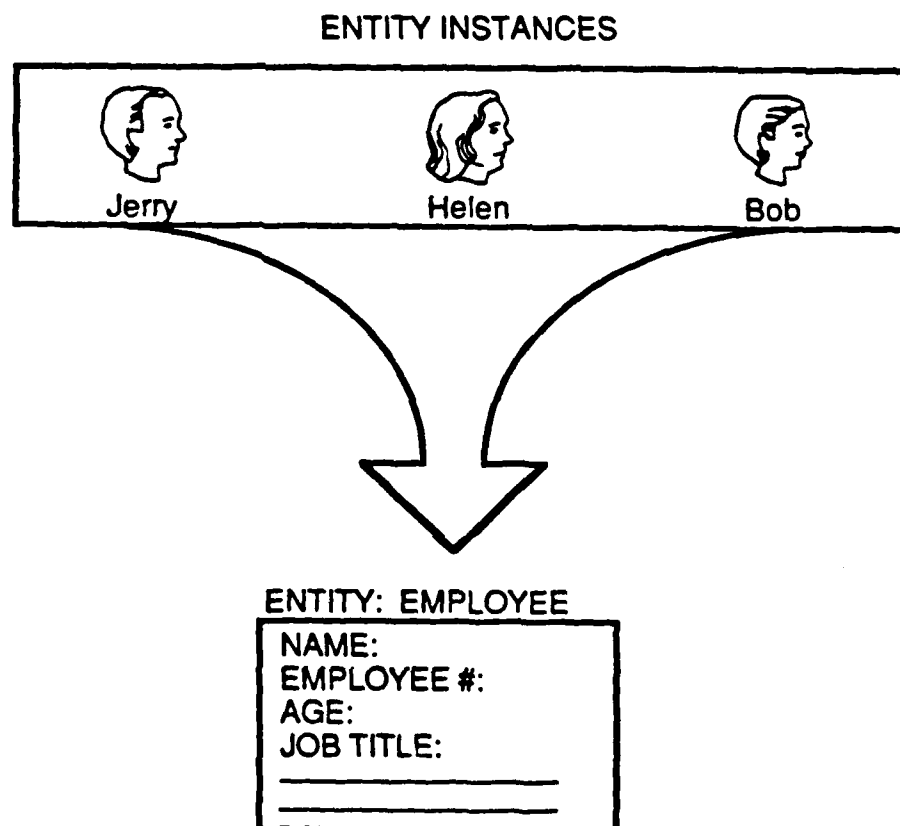 ENTITY INSTANCES
Jerry Helen Bob
ENTITY: EMPLOYEE
NAME:
EMPLOYEE #:
AGE:
JOB TITLE: